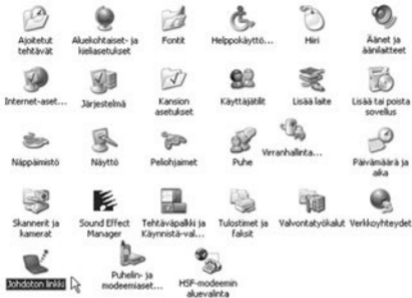 Ajoitetut tehtävät
Aluekohtaiset- ja kieliasetukset
Fontit
Helppokäyttö...
Hiiri
Äänet ja äänilaitteet
Internet-aset...
Järjestelmä
Kansion asetukset
Käyttäjätilit
Lisää laite
Lisää tai poista sovellus
Näppäimistö
Näyttö
Peliohjaimet
Puhe
Virranhallinta...
Päivämäärä ja aika
Skannerit ja kamerat
Sound Effect Manager
Tehtäväpalkki ja Käynnistä-val...
Tulostimet ja faksit
Valvontatyökalut
Verkkoyhteydet
Johdoton linkki
Puhelin- ja modeemiaset...
HSF-modeemin aluevalinta